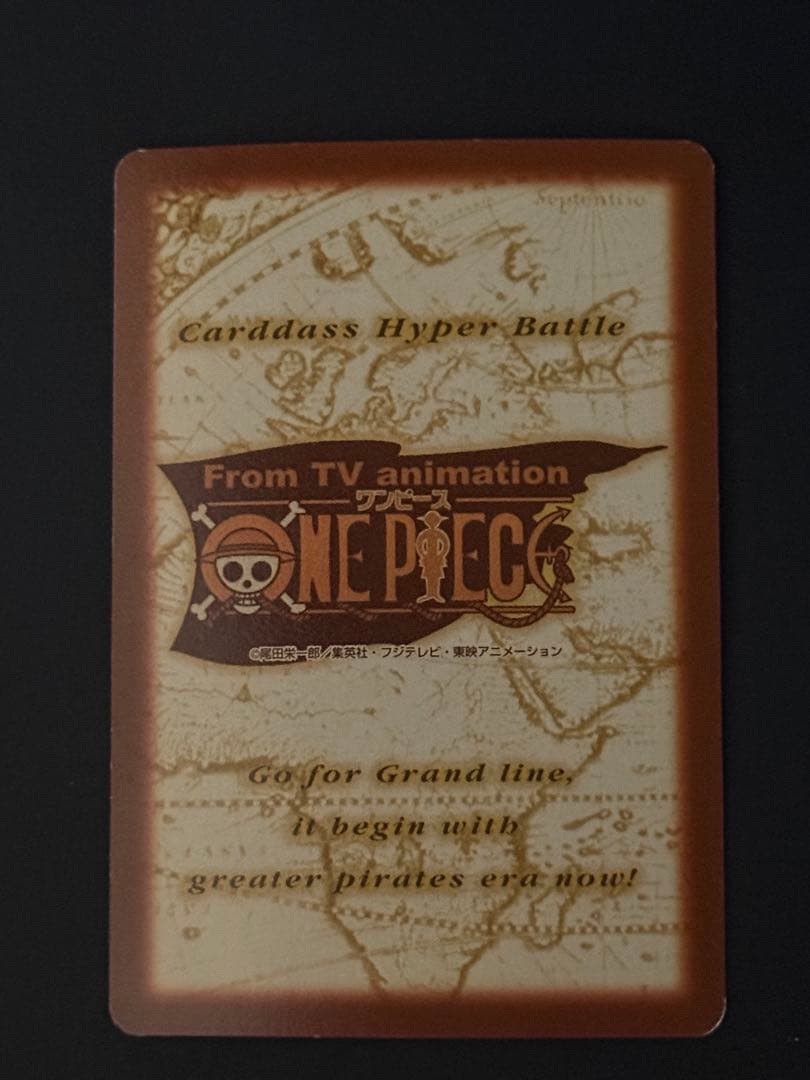 Septentrio
Carddass Hyper Battle
From TV animation
ワンピース
ONE PIECE
©尾田栄一郎／集英社・フジテレビ・東映アニメーション
Go for Grand line,
it begin with
greater pirates era now!